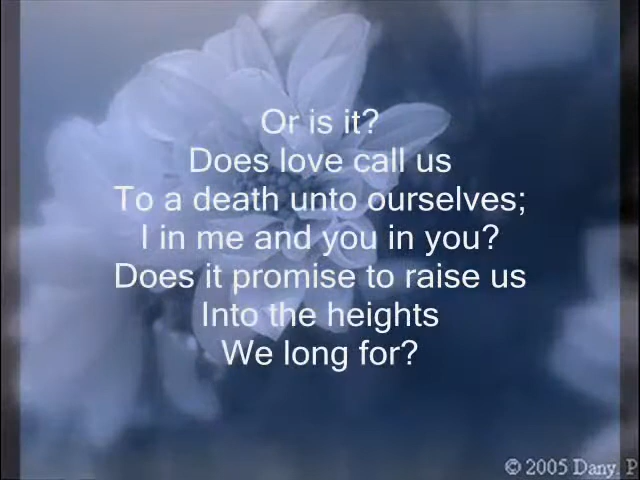 Or is it?
Does love call us
To a death unto ourselves;
I in me and you in you?
Does it promise to raise us
Into the heights
We long for?
© 2005 Dany. P